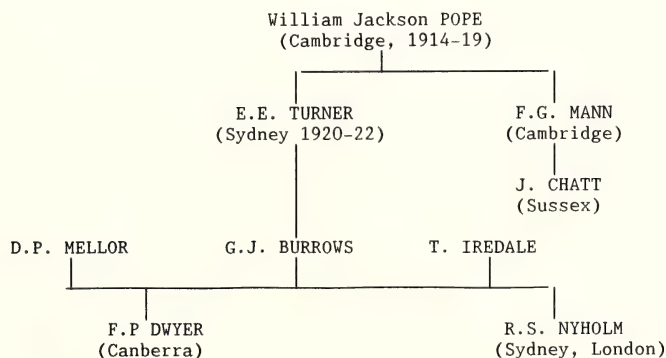 William Jackson POPE
(Cambridge, 1914-19)
E.E. TURNER
(Sydney 1920-22)
F.G. MANN
(Cambridge)
J. CHATT
(Sussex)
D.P. MELLOR
G.J. BURROWS
T. IREDALE
F.P DWYER
(Canberra)
R.S. NYHOLM
(Sydney, London)